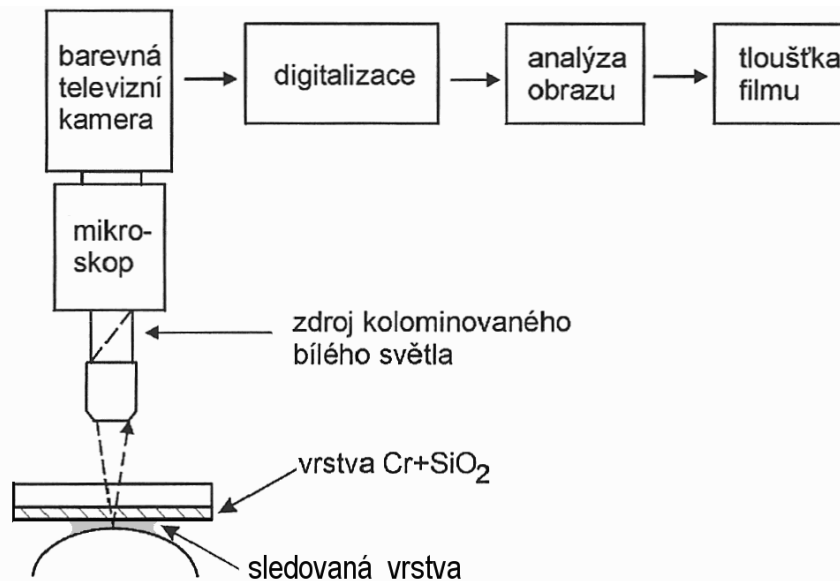 barevná
televizní
kamera
digitalizace
analýza
obrazu
tloušťka
filmu
mikro-
skop
zdroj kolominovaného
bílého světla
vrstva Cr+SiO₂
sledovaná vrstva